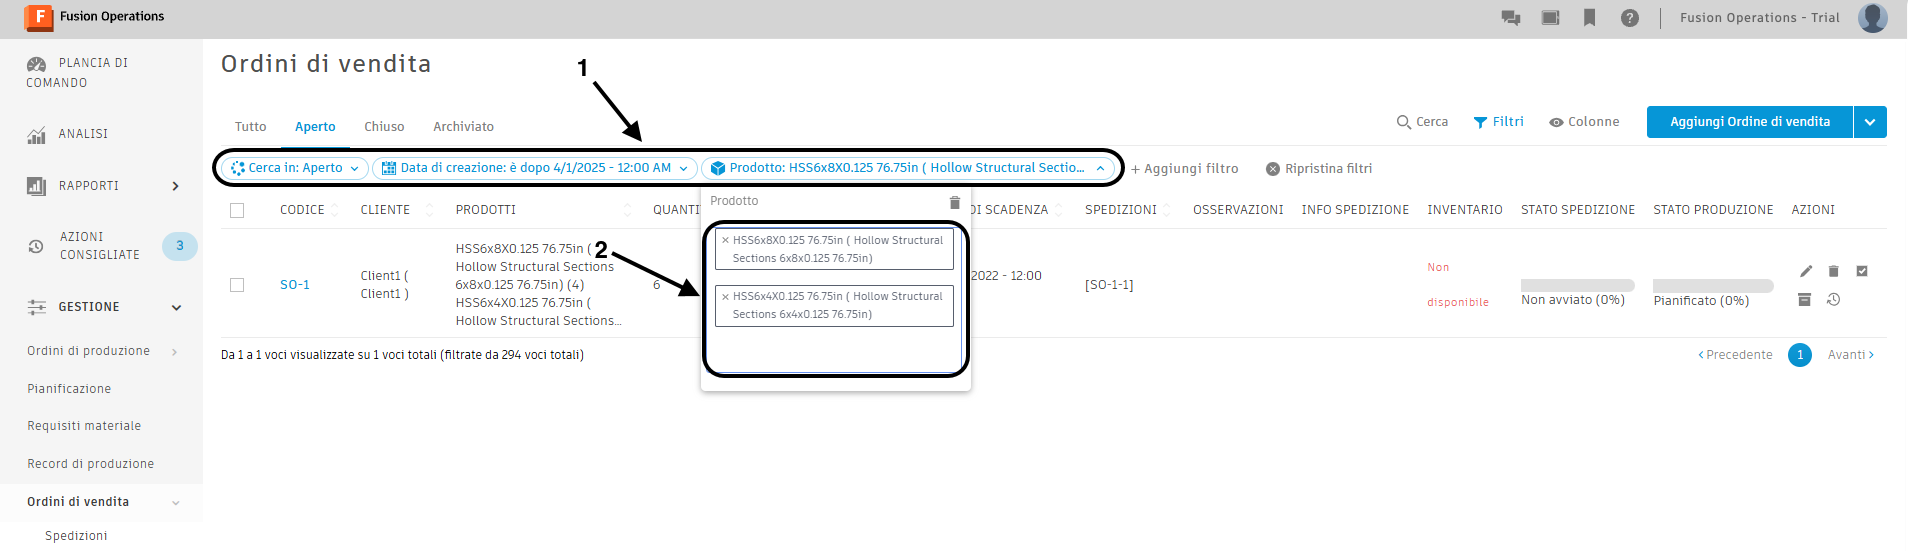 F Fusion Operations
Fusion Operations - Trial
PLANCIA DI
COMANDO
ANALISI
RAPPORTI
AZIONI
CONSIGLIATE
3
GESTIONE
Ordini di produzione
Pianificazione
Requisiti materiale
Record di produzione
Ordini di vendita
Spedizioni
Ordini di vendita
1
Tutto Aperto Chiuso Archiviato
Cerca Filtri Colonne Aggiungi Ordine di vendita
Cerca in: Aperto Data di creazione: è dopo 4/1/2025 - 12:00 AM Prodotto: HSS6x8X0.125 76.75in ( Hollow Structural Sectio... + Aggiungi filtro Ripristina filtri
CODICE CLIENTE PRODOTTI QUANTI DI SCADENZA SPEDIZIONI OSSERVAZIONI INFO SPEDIZIONE INVENTARIO STATO SPEDIZIONE STATO PRODUZIONE AZIONI
Prodotto
2
HSS6x8X0.125 76.75in ( Hollow Structural
Sections 6x8x0.125 76.75in)
HSS6x4X0.125 76.75in ( Hollow Structural
Sections 6x4x0.125 76.75in)
SO-1
Client1 (
Client1 )
HSS6x8X0.125 76.75in (
Hollow Structural Sections
6x8x0.125 76.75in) (4)
HSS6x4X0.125 76.75in (
Hollow Structural Sections...
6
2022 - 12:00
[SO-1-1]
Non
disponibile
Non avviato (0%)
Pianificato (0%)
Da 1 a 1 voci visualizzate su 1 voci totali (filtrate da 294 voci totali)
Precedente 1 Avanti